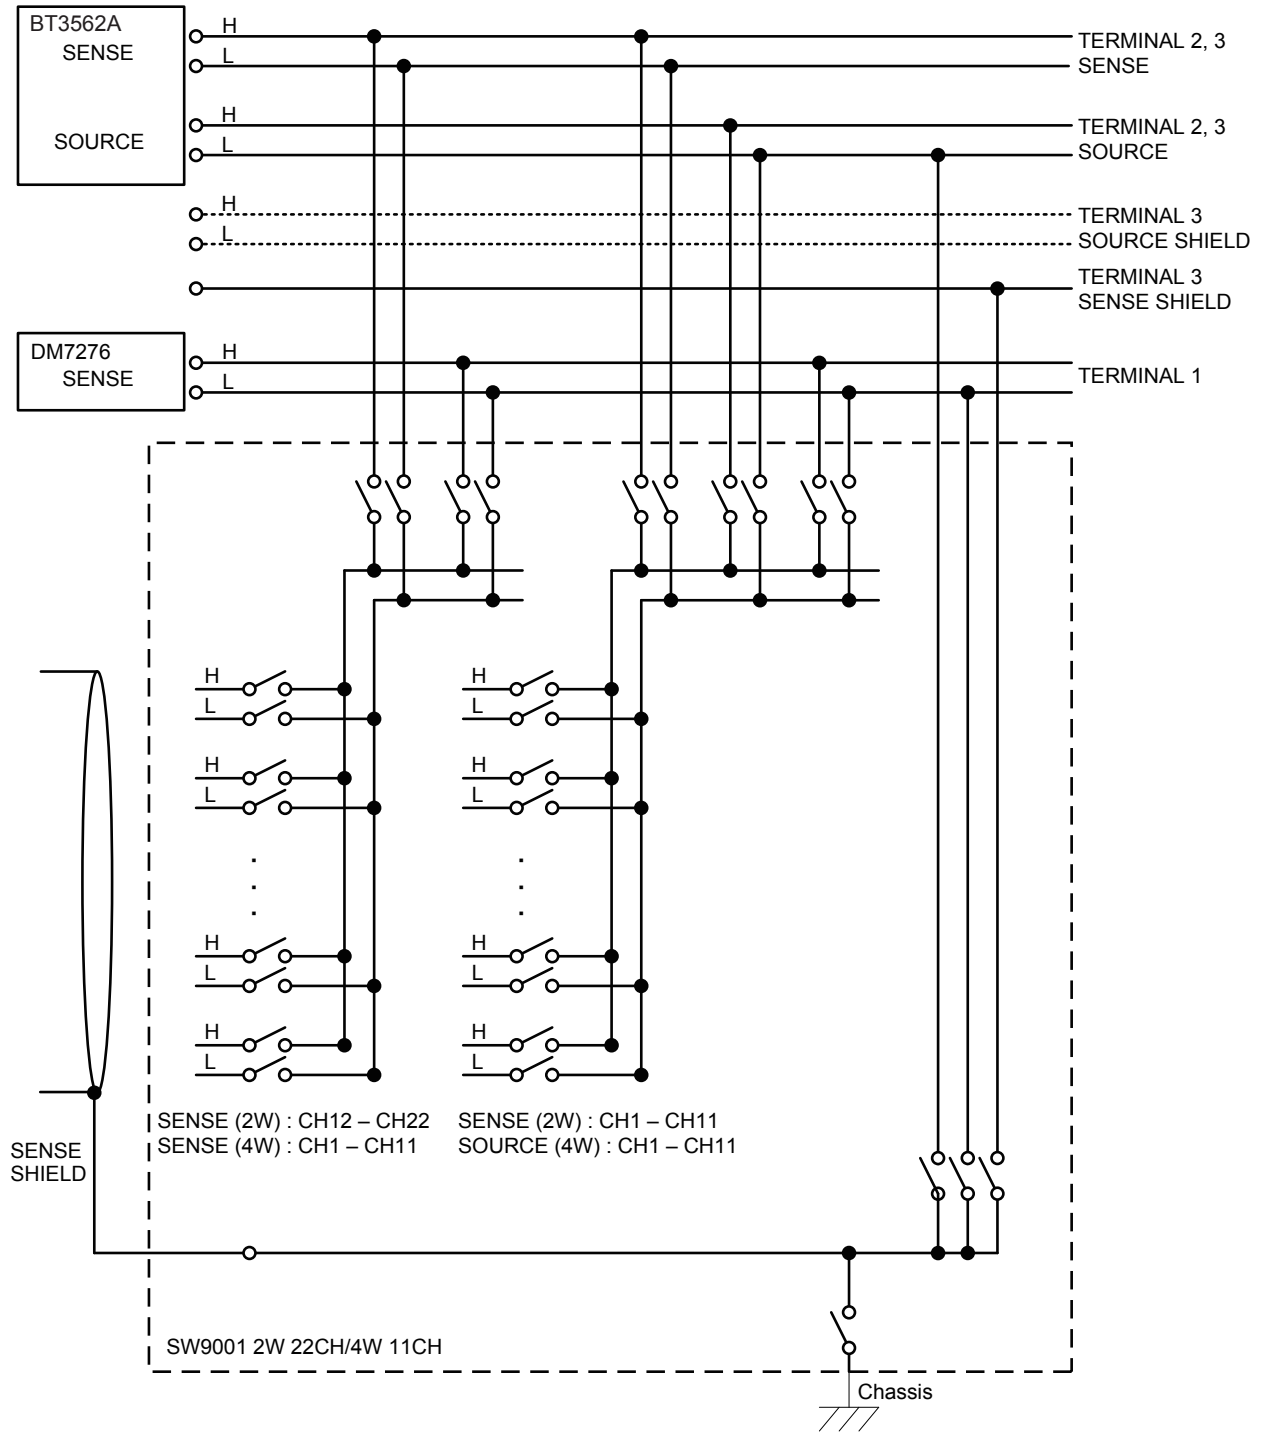 BT3562A
SENSE
H
L
TERMINAL 2, 3
SENSE
SOURCE
H
L
TERMINAL 2, 3
SOURCE
H
L
TERMINAL 3
SOURCE SHIELD
TERMINAL 3
SENSE SHIELD
DM7276
SENSE
H
L
TERMINAL 1
H
L
H
L
H
L
H
L
H
L
H
L
H
L
H
L
SENSE (2W) : CH12 – CH22
SENSE (4W) : CH1 – CH11
SENSE (2W) : CH1 – CH11
SOURCE (4W) : CH1 – CH11
SENSE
SHIELD
SW9001 2W 22CH/4W 11CH
Chassis